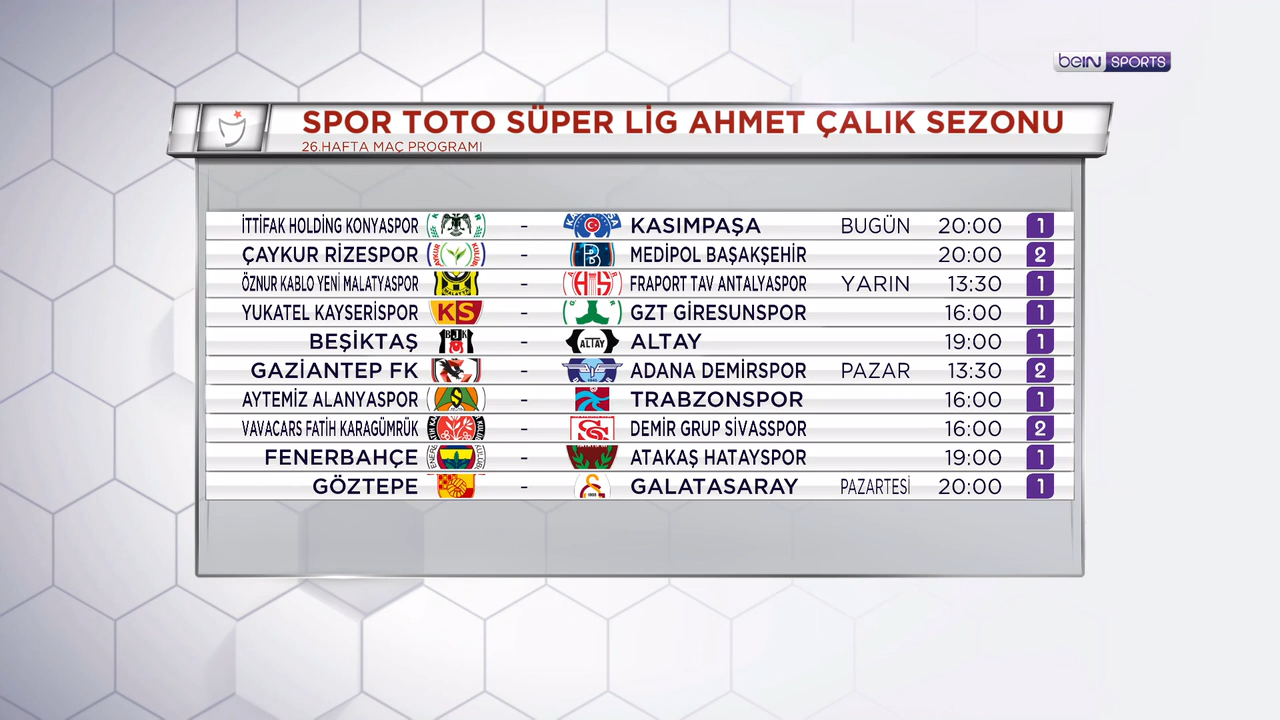 beIN SPORTS
SPOR TOTO SÜPER LİG AHMET ÇALIK SEZONU
26.HAFTA MAÇ PROGRAMI
İTTİFAK HOLDİNG KONYASPOR - KASIMPAŞA BUGÜN 20:00 1
ÇAYKUR RİZESPOR - MEDİPOL BAŞAKŞEHİR 20:00 2
ÖZNUR KABLO YENİ MALATYASPOR - FRAPORT TAV ANTALYASPOR YARIN 13:30 1
YUKATEL KAYSERİSPOR KS - GZT GİRESUNSPOR 16:00 1
BEŞİKTAŞ BJK - ALTAY ALTAY 19:00 1
GAZİANTEP FK - ADANA DEMİRSPOR PAZAR 13:30 2
AYTEMİZ ALANYASPOR - TRABZONSPOR 16:00 1
VAVACARS FATİH KARAGÜMRÜK - DEMİR GRUP SİVASSPOR 16:00 2
FENERBAHÇE - ATAKAŞ HATAYSPOR 19:00 1
GÖZTEPE - GALATASARAY PAZARTESİ 20:00 1